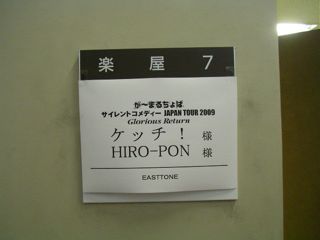 楽屋 7
が〜まるちょば
サイレントコメディー JAPAN TOUR 2009
Glorious Return
ケッチ! 様
HIRO-PON 様
EASTTONE